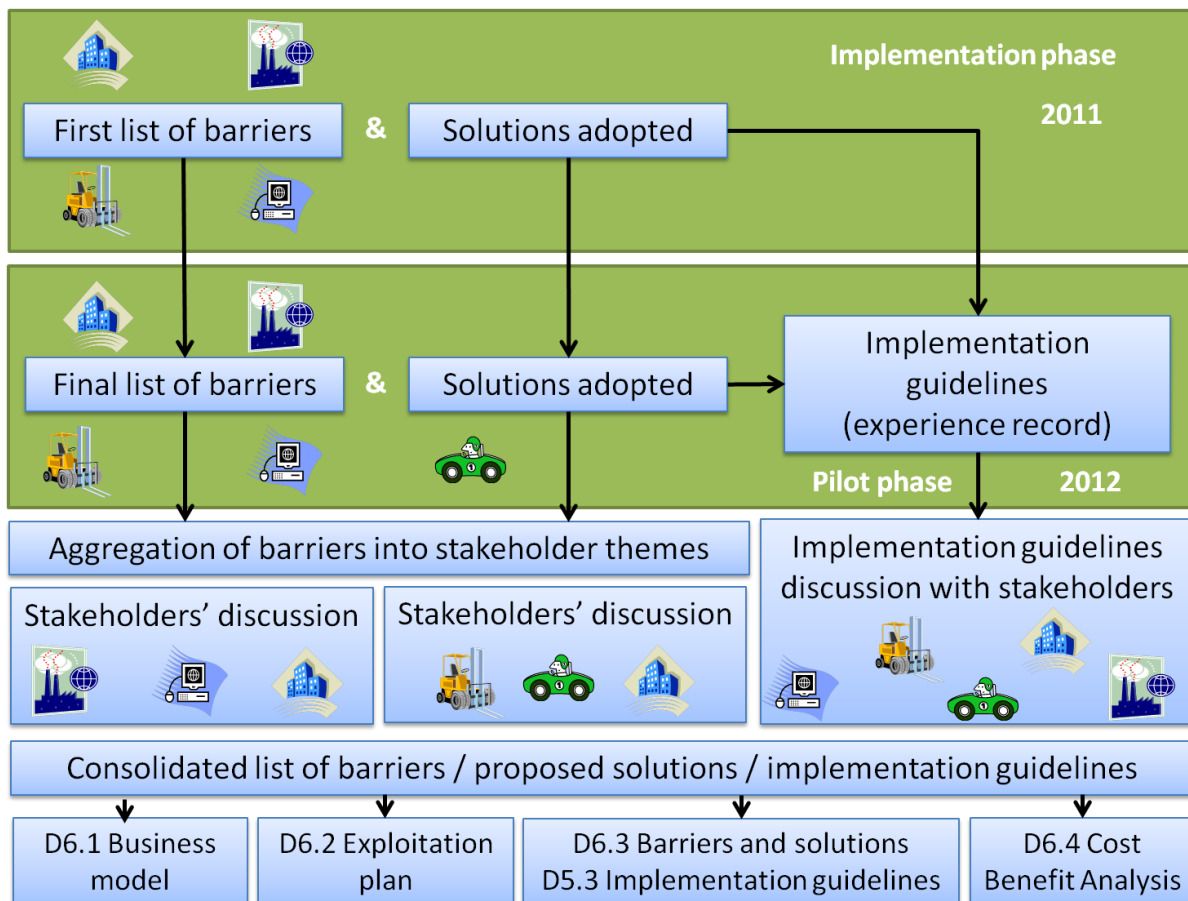 Implementation phase
2011
First list of barriers
&
Solutions adopted
Final list of barriers
&
Solutions adopted
Implementation
guidelines
(experience record)
Pilot phase
2012
Aggregation of barriers into stakeholder themes
Implementation guidelines
discussion with stakeholders
Stakeholders’ discussion
Stakeholders’ discussion
Consolidated list of barriers / proposed solutions / implementation guidelines
D6.1 Business
model
D6.2 Exploitation
plan
D6.3 Barriers and solutions
D5.3 Implementation guidelines
D6.4 Cost
Benefit Analysis